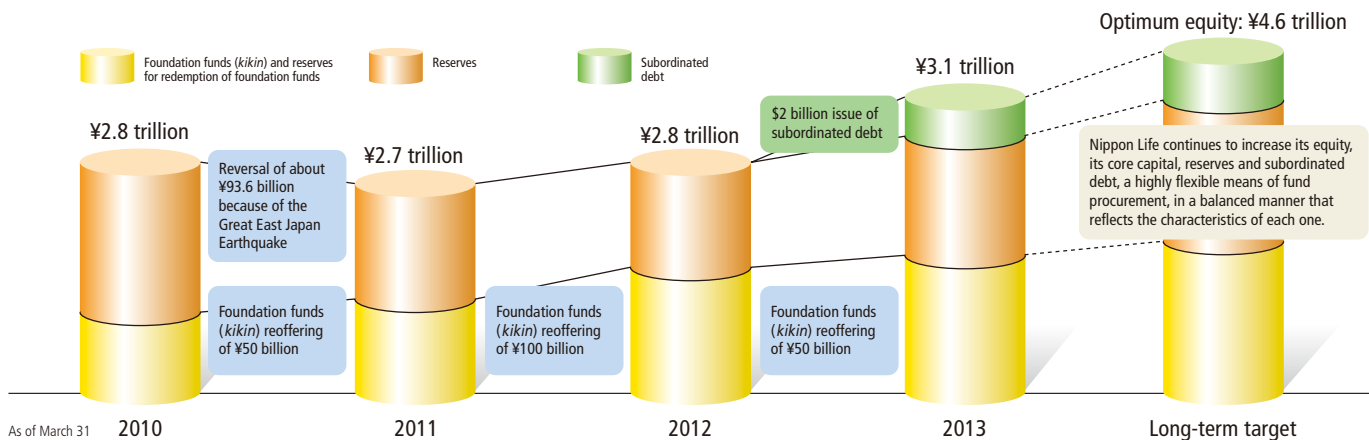 Foundation funds (kikin) and reserves
for redemption of foundation funds
Reserves
Subordinated
debt
Optimum equity: ¥4.6 trillion
¥3.1 trillion
¥2.8 trillion
¥2.7 trillion
¥2.8 trillion
$2 billion issue of
subordinated debt
Reversal of about
¥93.6 billion
because of the
Great East Japan
Earthquake
Nippon Life continues to increase its equity,
its core capital, reserves and subordinated
debt, a highly flexible means of fund
procurement, in a balanced manner that
reflects the characteristics of each one.
Foundation funds
(kikin) reoffering
of ¥50 billion
Foundation funds
(kikin) reoffering
of ¥100 billion
Foundation funds
(kikin) reoffering
of ¥50 billion
As of March 31
2010
2011
2012
2013
Long-term target